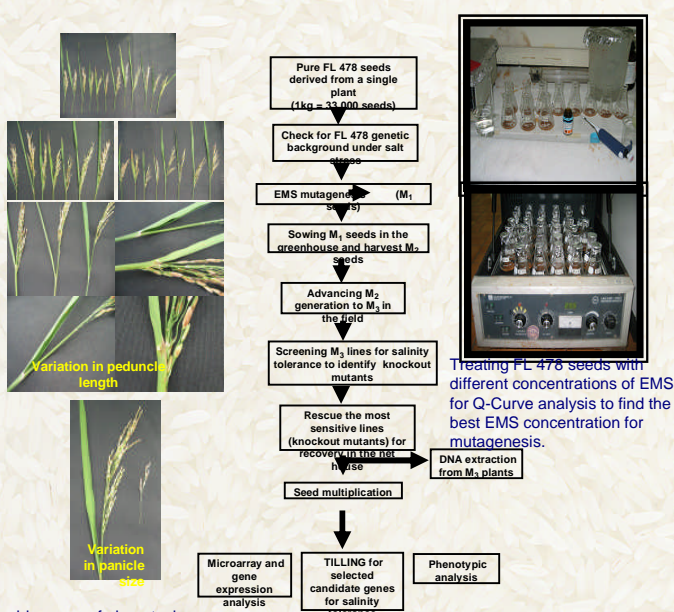 Pure FL 478 seeds
derived from a single
plant
(1kg = 33 000 seeds)
Check for FL 478 genetic
background under salt
stress
EMS mutagenesis (M1
seeds)
Sowing M1 seeds in the
greenhouse and harvest M2
seeds
Advancing M2
generation to M3 in
the field
Screening M3 lines for salinity
tolerance to identify knockout
mutants
Rescue the most
sensitive lines
(knockout mutants) for
recovery in the net
house
DNA extraction
from M3 plants
Seed multiplication
Microarray and
gene
expression
analysis
TILLING for
selected
candidate genes
for salinity
tolerance
Phenotypic
analysis
Variation in peduncle
length
Variation
in panicle
size
Treating FL 478 seeds with
different concentrations of EMS
for Q-Curve analysis to find the
best EMS concentration for
mutagenesis.